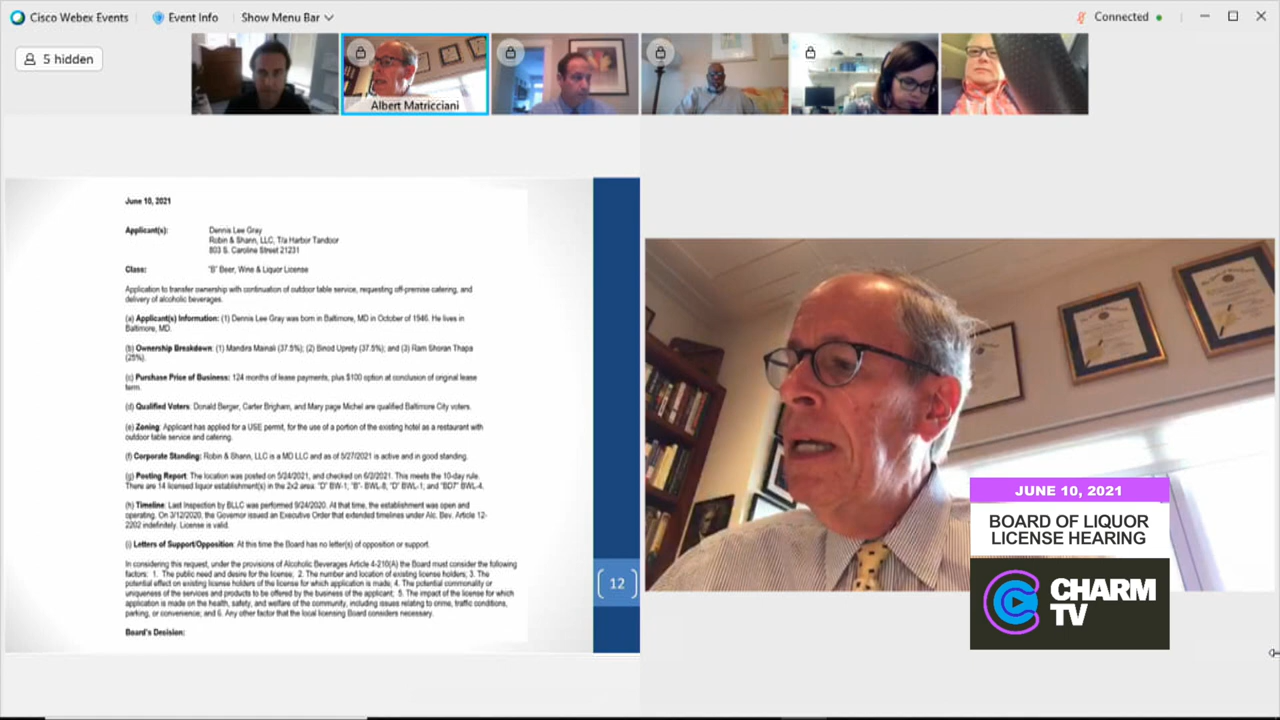 Cisco Webex Events
Event Info
Show Menu Bar
Connected
5 hidden
Albert Matricciani
June 10, 2021
Applicant(s): Dennis Lee Gray
Robin & Shann, LLC, T/a Harbor Tandoor
803 S. Caroline Street 21231
Class: "B" Beer, Wine & Liquor License
Application to transfer ownership with continuation of outdoor table service, requesting off-premise catering, and
delivery of alcoholic beverages.
(a) Applicant(s) Information: (1) Dennis Lee Gray was born in Baltimore, MD in October of 1946. He lives in
Baltimore, MD.
(b) Ownership Breakdown: (1) Mandira Mainali (37.5%); (2) Binod Uprety (37.5%); and (3) Ram Sharan Thapa
(25%).
(c) Purchase Price of Business: 124 months of lease payments, plus $100 option at conclusion of original lease
term.
(d) Qualified Voters: Donald Berger, Carter Brigham, and Mary page Michel are qualified Baltimore City voters.
(e) Zoning: Applicant has applied for a USE permit, for the use of a portion of the existing hotel as a restaurant with
outdoor table service and catering.
(f) Corporate Standing: Robin & Shann, LLC is a MD LLC and as of 5/27/2021 is active and in good standing.
(g) Posting Report: The location was posted on 5/24/2021, and checked on 6/2/2021. This meets the 10-day rule.
There are 14 licensed liquor establishment(s) in the 2x2 area. "D" BW-1, "B"- BWL-8, "D" BWL-1, and "BD7" BWL-4.
(h) Timeline: Last Inspection by BLLC was performed 9/24/2020. At that time, the establishment was open and
operating. On 3/12/2020, the Governor issued an Executive Order that extended timelines under Alc. Bev. Article 12-
2202 indefinitely. License is valid.
(i) Letters of Support/Opposition: At this time the Board has no letter(s) of opposition or support.
In considering this request, under the provisions of Alcoholic Beverages Article 4-210(A) the Board must consider the following
factors: 1. The public need and desire for the license; 2. The number and location of existing license holders; 3. The
potential effect on existing license holders of the license for which application is made; 4. The potential commonality or
uniqueness of the services and products to be offered by the business of the applicant; 5. The impact of the license for which
application is made on the health, safety, and welfare of the community, including issues relating to crime, traffic conditions,
parking, or convenience; and 6. Any other factor that the local licensing Board considers necessary.
Board's Decision:
12
JUNE 10, 2021
BOARD OF LIQUOR
LICENSE HEARING
CHARM
TV